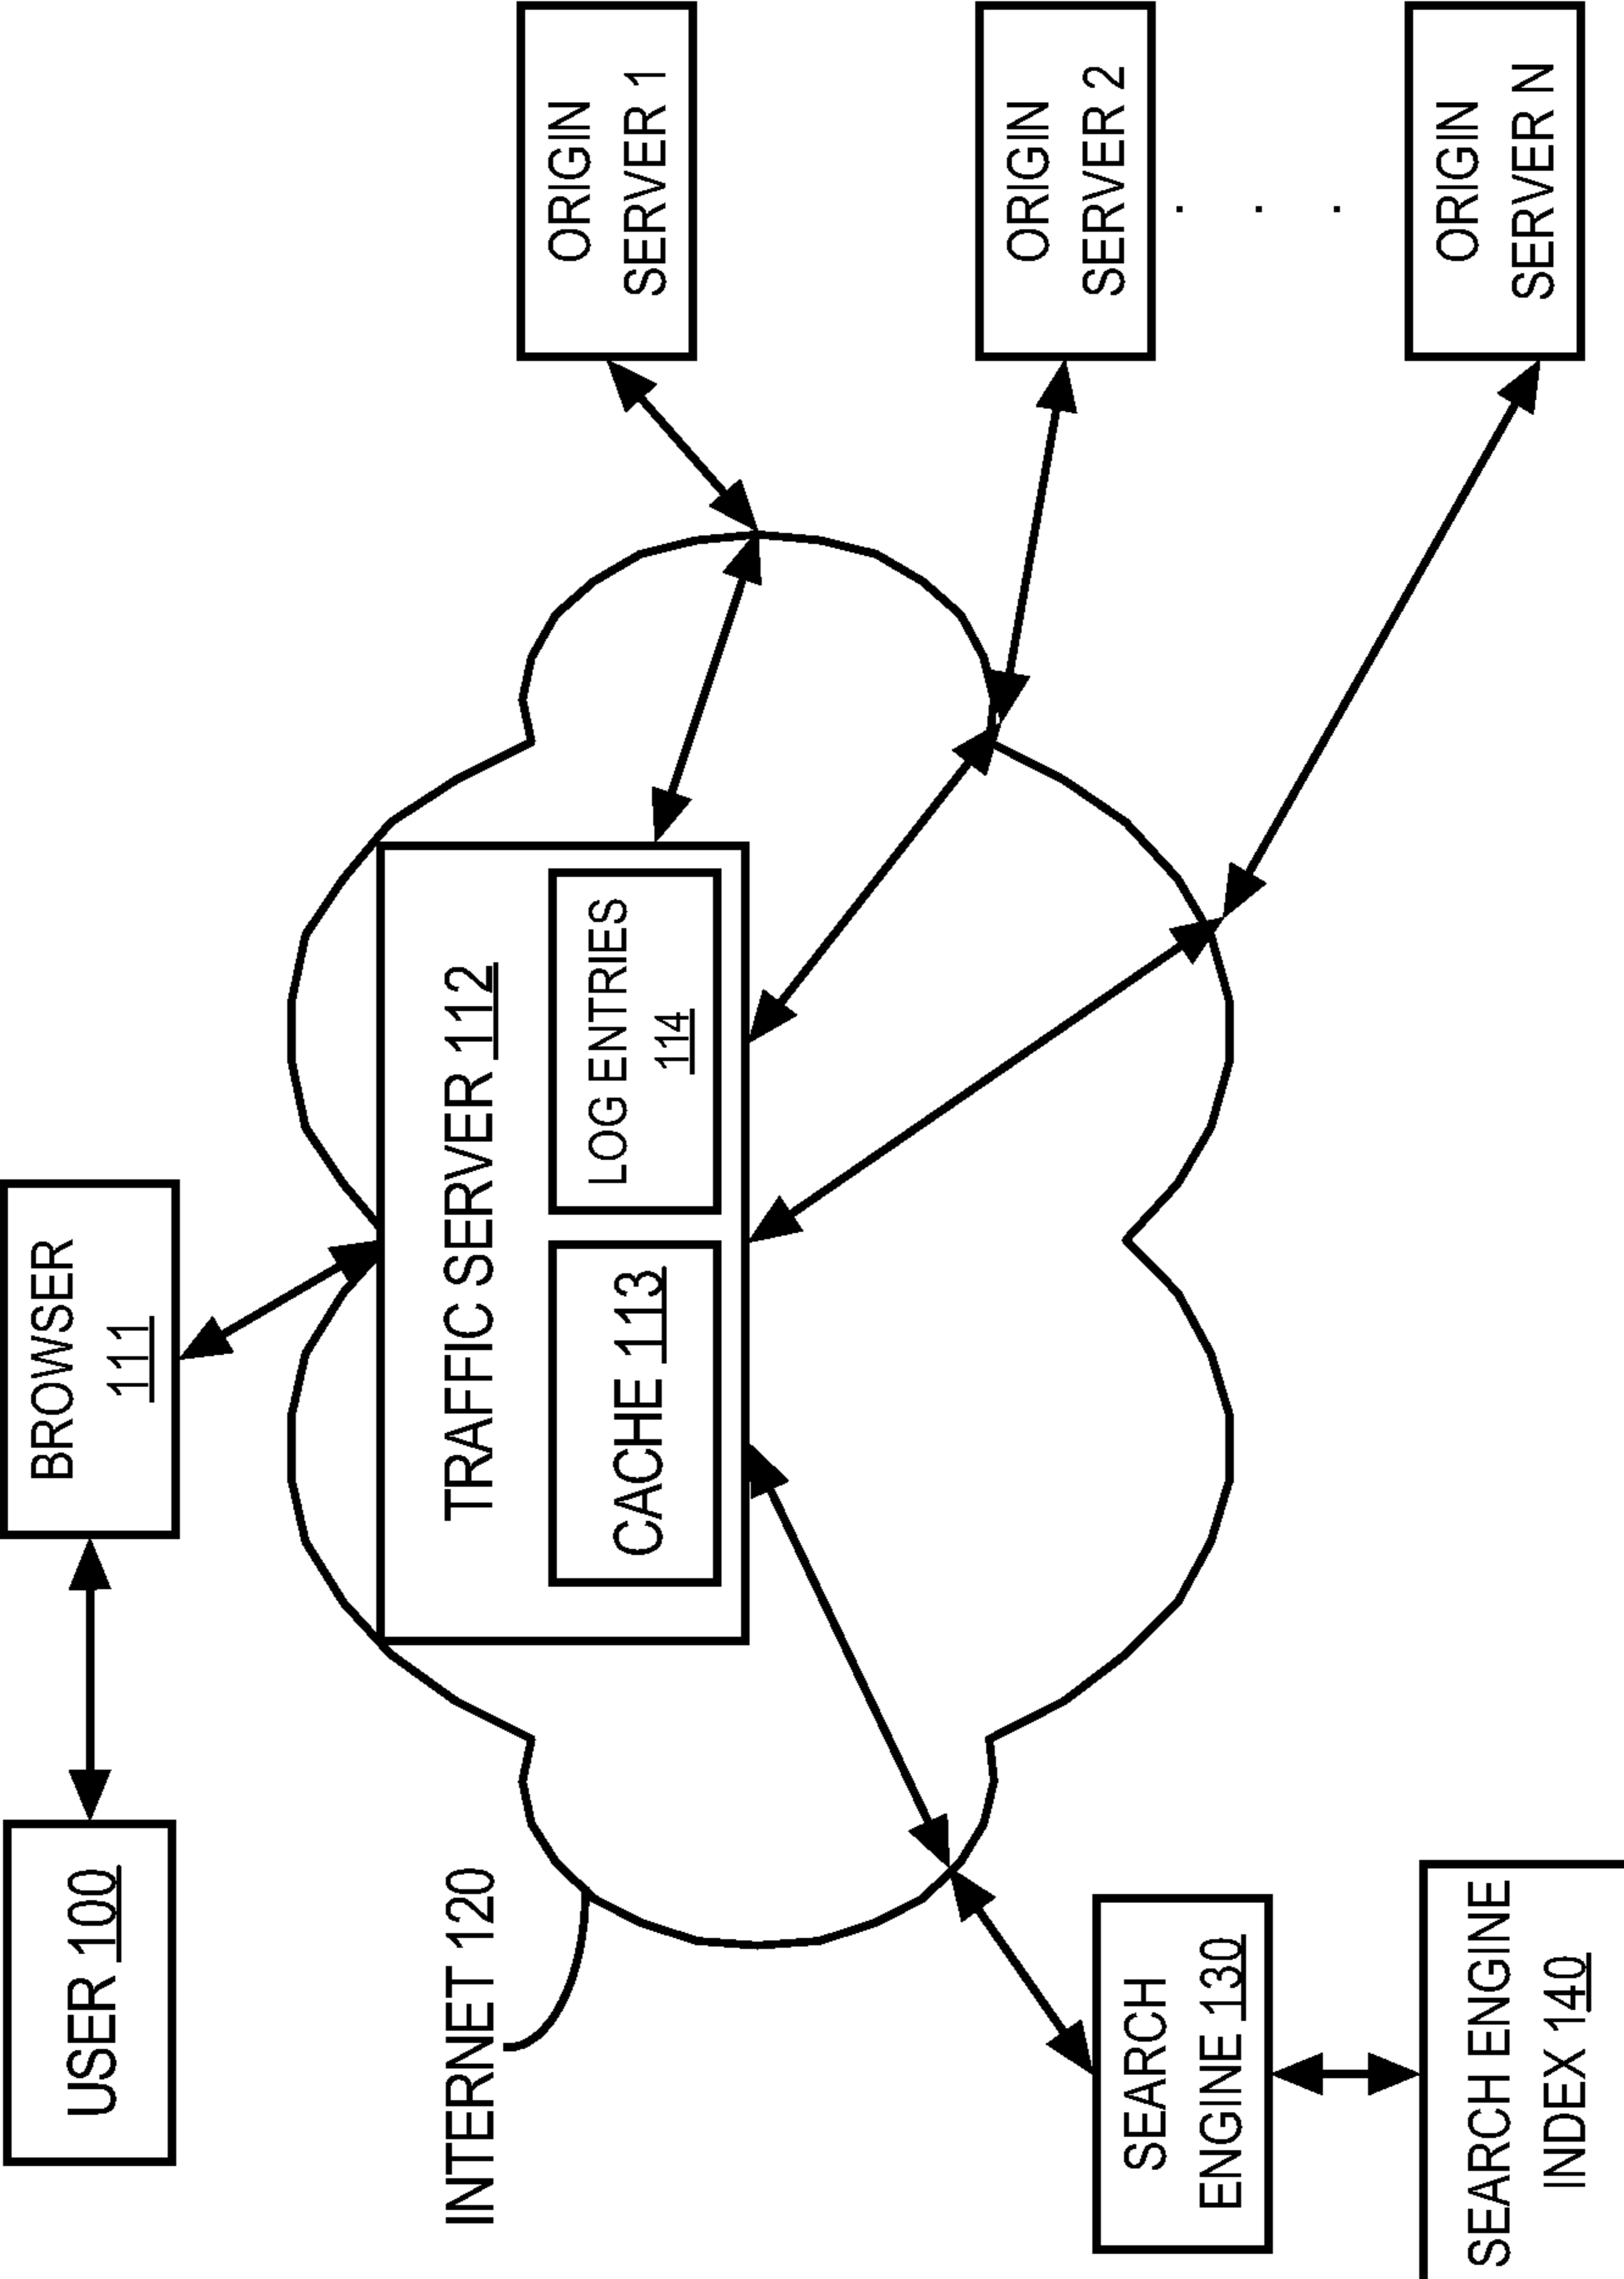 USER 100
BROWSER
111
INTERNET 120
TRAFFIC SERVER 112
CACHE 113
LOG ENTRIES
114
ORIGIN
SERVER 1
ORIGIN
SERVER 2
. . .
ORIGIN
SERVER N
SEARCH
ENGINE 130
SEARCH ENGINE
INDEX 140